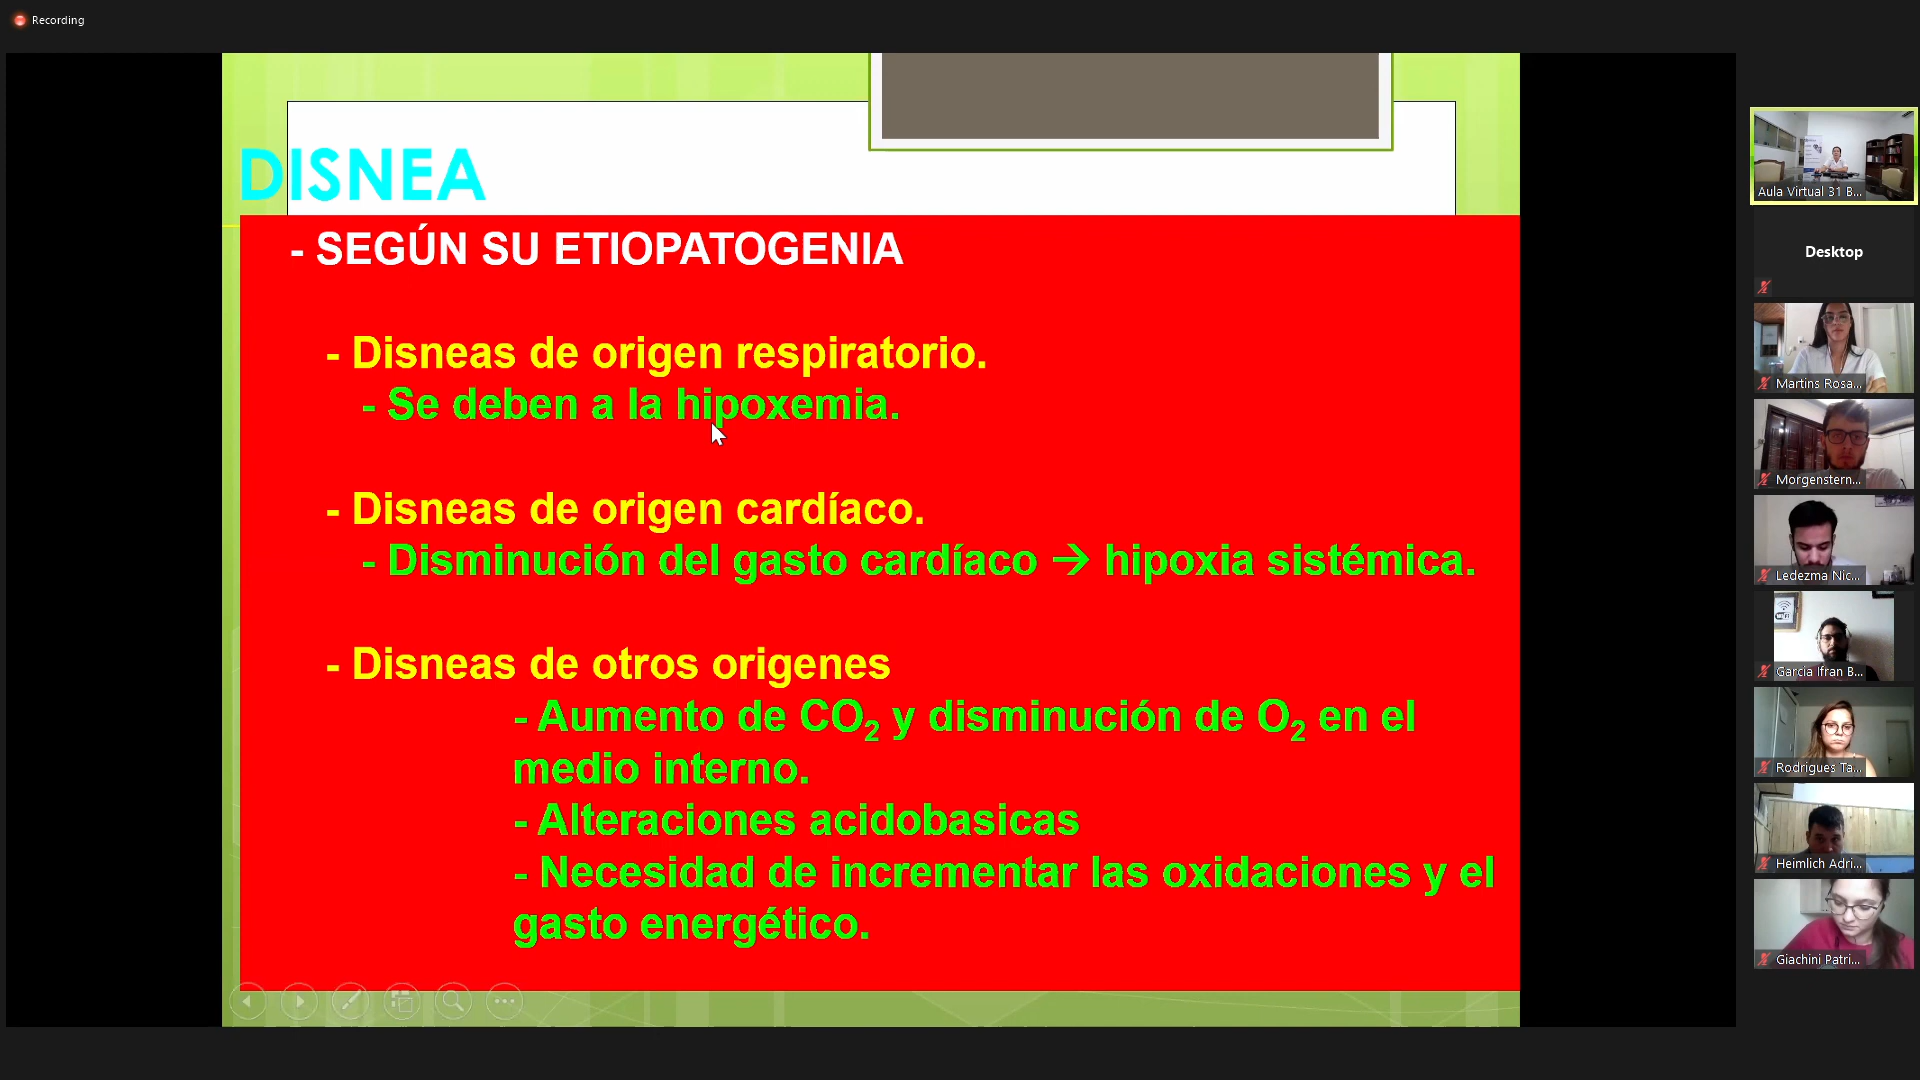 Recording
DISNEA
- SEGÚN SU ETIOPATOGENIA
- Disneas de origen respiratorio.
- Se deben a la hipoxemia.
- Disneas de origen cardíaco.
- Disminución del gasto cardíaco → hipoxia sistémica.
- Disneas de otros origenes
- Aumento de CO₂ y disminución de O₂ en el
medio interno.
- Alteraciones acidobasicas
- Necesidad de incrementar las oxidaciones y el
gasto energético.
Aula Virtual 31 B...
Desktop
Martins Rosa...
Morgenstern...
Ledezma Nic...
Garcia Ifran B...
Rodrigues Ta...
Heimlich Adri...
Giachini Patri...